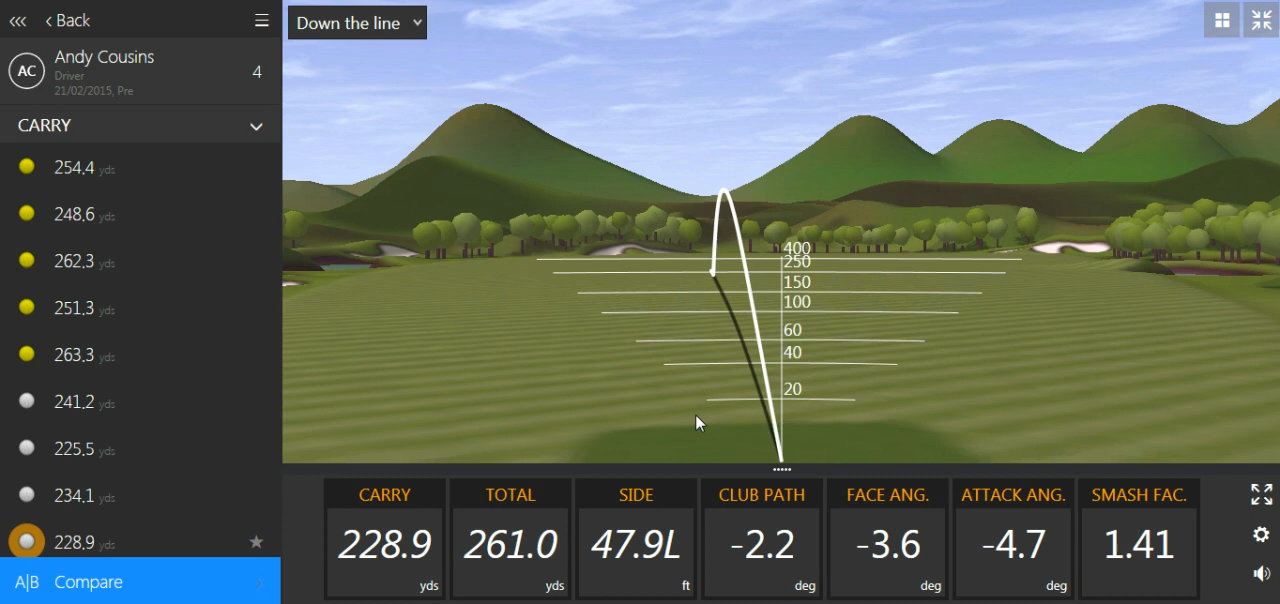 Back
AC
Andy Cousins
Driver
21/02/2015, Pre
4
CARRY
254.4 yds
248.6 yds
262.3 yds
251.3 yds
263.3 yds
241.2 yds
225.5 yds
234.1 yds
228.9 yds
A|B Compare
Down the line
400
250
150
100
60
40
20
CARRY
228.9
yds
TOTAL
261.0
yds
SIDE
47.9L
ft
CLUB PATH
-2.2
deg
FACE ANG.
-3.6
deg
ATTACK ANG.
-4.7
deg
SMASH FAC.
1.41